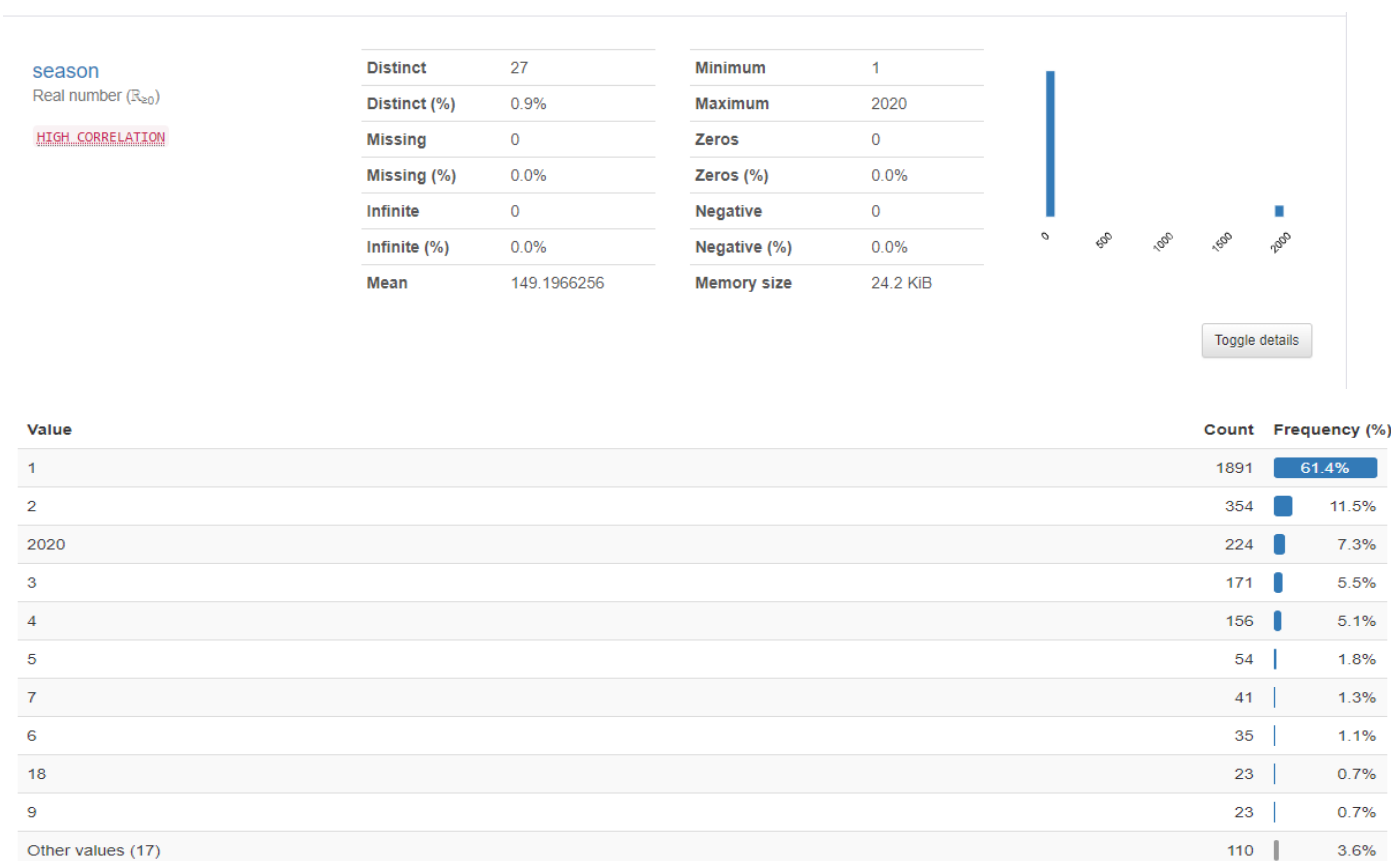 season
Real number (ℝ≥0)
HIGH CORRELATION
Distinct 27
Distinct (%) 0.9%
Missing 0
Missing (%) 0.0%
Infinite 0
Infinite (%) 0.0%
Mean 149.1966256
Minimum 1
Maximum 2020
Zeros 0
Zeros (%) 0.0%
Negative 0
Negative (%) 0.0%
Memory size 24.2 KiB
0 500 1000 1500 2000
Toggle details
Value Count Frequency (%)
1 1891 61.4%
2 354 11.5%
2020 224 7.3%
3 171 5.5%
4 156 5.1%
5 54 1.8%
7 41 1.3%
6 35 1.1%
18 23 0.7%
9 23 0.7%
Other values (17) 110 3.6%